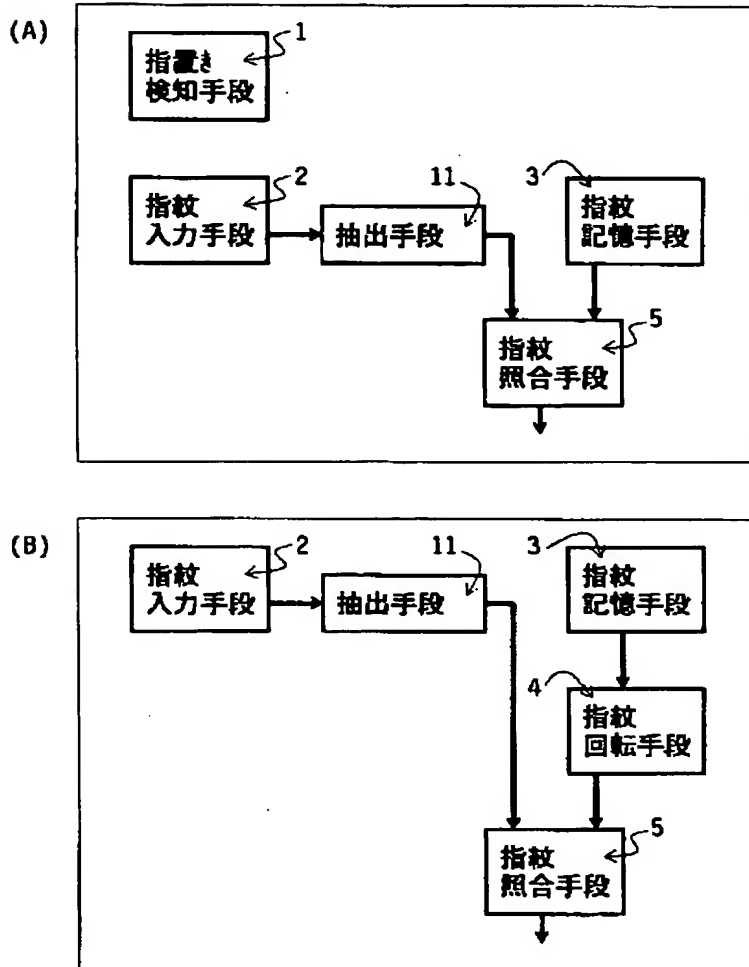 (A)
1
指置き
検知手段
2
指紋
入力手段
11
抽出手段
3
指紋
記憶手段
5
指紋
照合手段
(B)
2
指紋
入力手段
11
抽出手段
3
指紋
記憶手段
4
指紋
回転手段
5
指紋
照合手段